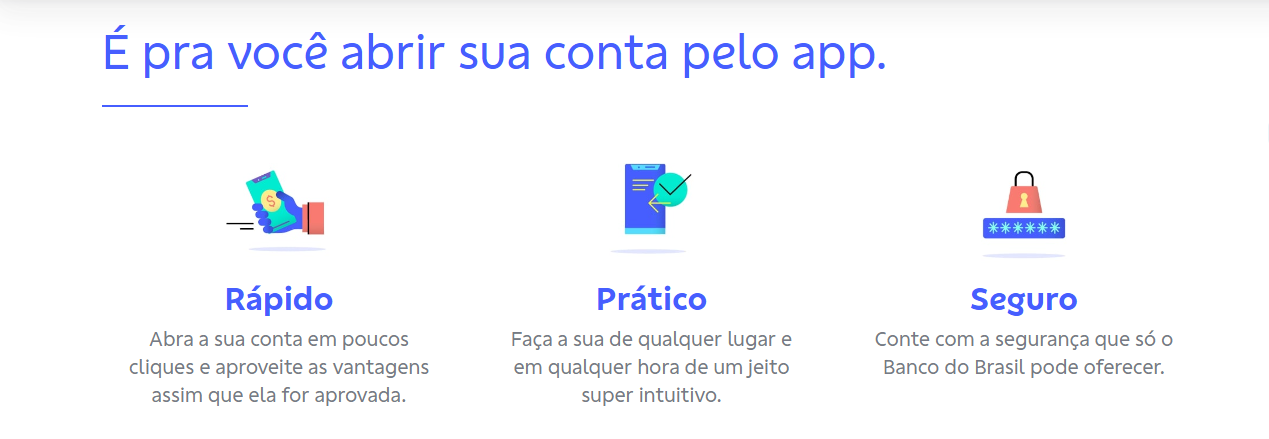 É pra você abrir sua conta pelo app.
$
******
Rápido
Abra a sua conta em poucos
cliques e aproveite as vantagens
assim que ela for aprovada.
Prático
Faça a sua de qualquer lugar e
em qualquer hora de um jeito
super intuitivo.
Seguro
Conte com a segurança que só o
Banco do Brasil pode oferecer.